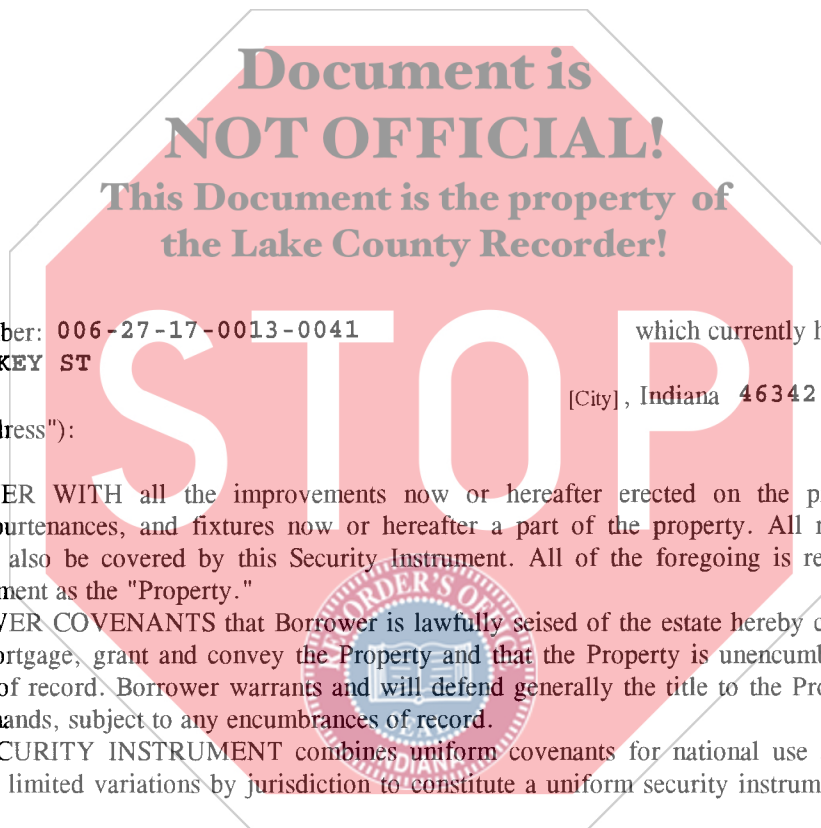 Document is
NOT OFFICIAL!
This Document is the property of
the Lake County Recorder!
ber: 006-27-17-0013-0041 which currently h
KEY ST
[City] , Indiana 46342
dress"):
STOP
ER WITH all the improvements now or hereafter erected on the p
purtenances, and fixtures now or hereafter a part of the property. All r
also be covered by this Security Instrument. All of the foregoing is re
ment as the "Property."
VER COVENANTS that Borrower is lawfully seised of the estate hereby c
ortgage, grant and convey the Property and that the Property is unencumb
of record. Borrower warrants and will defend generally the title to the Pro
nands, subject to any encumbrances of record.
CURITY INSTRUMENT combines uniform covenants for national use
limited variations by jurisdiction to constitute a uniform security instrum
RECORDER'S OFFICE
SEAL
INDIANA